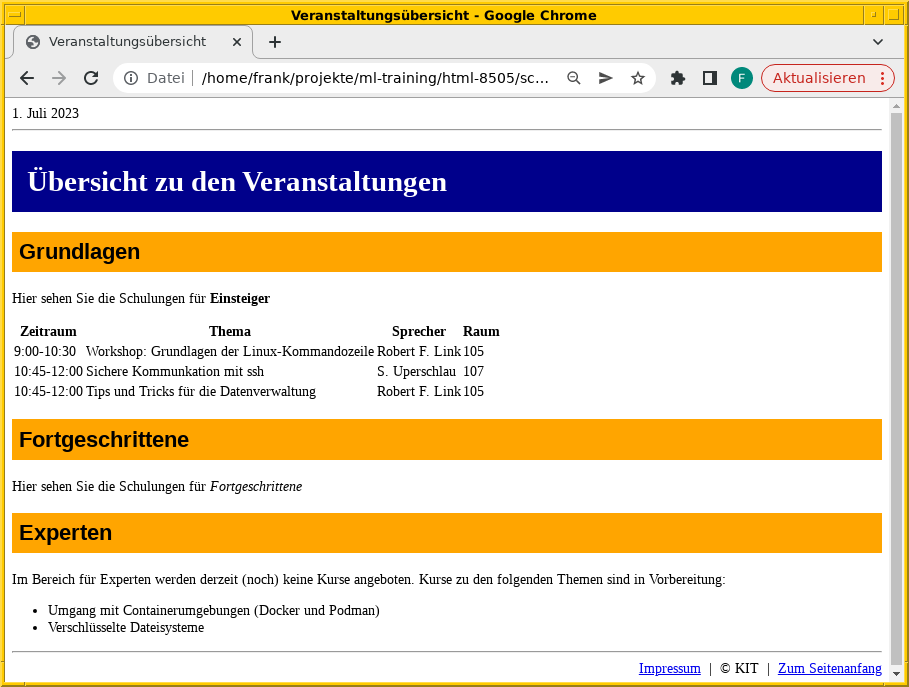 Veranstaltungsübersicht - Google Chrome
Veranstaltungsübersicht
Datei | /home/frank/projekte/ml-training/html-8505/sc... F Aktualisieren
1. Juli 2023
Übersicht zu den Veranstaltungen
Grundlagen
Hier sehen Sie die Schulungen für Einsteiger
Zeitraum Thema Sprecher Raum
9:00-10:30 Workshop: Grundlagen der Linux-Kommandozeile Robert F. Link 105
10:45-12:00 Sichere Kommunkation mit ssh S. Uperschlau 107
10:45-12:00 Tips und Tricks für die Datenverwaltung Robert F. Link 105
Fortgeschrittene
Hier sehen Sie die Schulungen für Fortgeschrittene
Experten
Im Bereich für Experten werden derzeit (noch) keine Kurse angeboten. Kurse zu den folgenden Themen sind in Vorbereitung:
• Umgang mit Containerumgebungen (Docker und Podman)
• Verschlüsselte Dateisysteme
Impressum | © KIT | Zum Seitenanfang